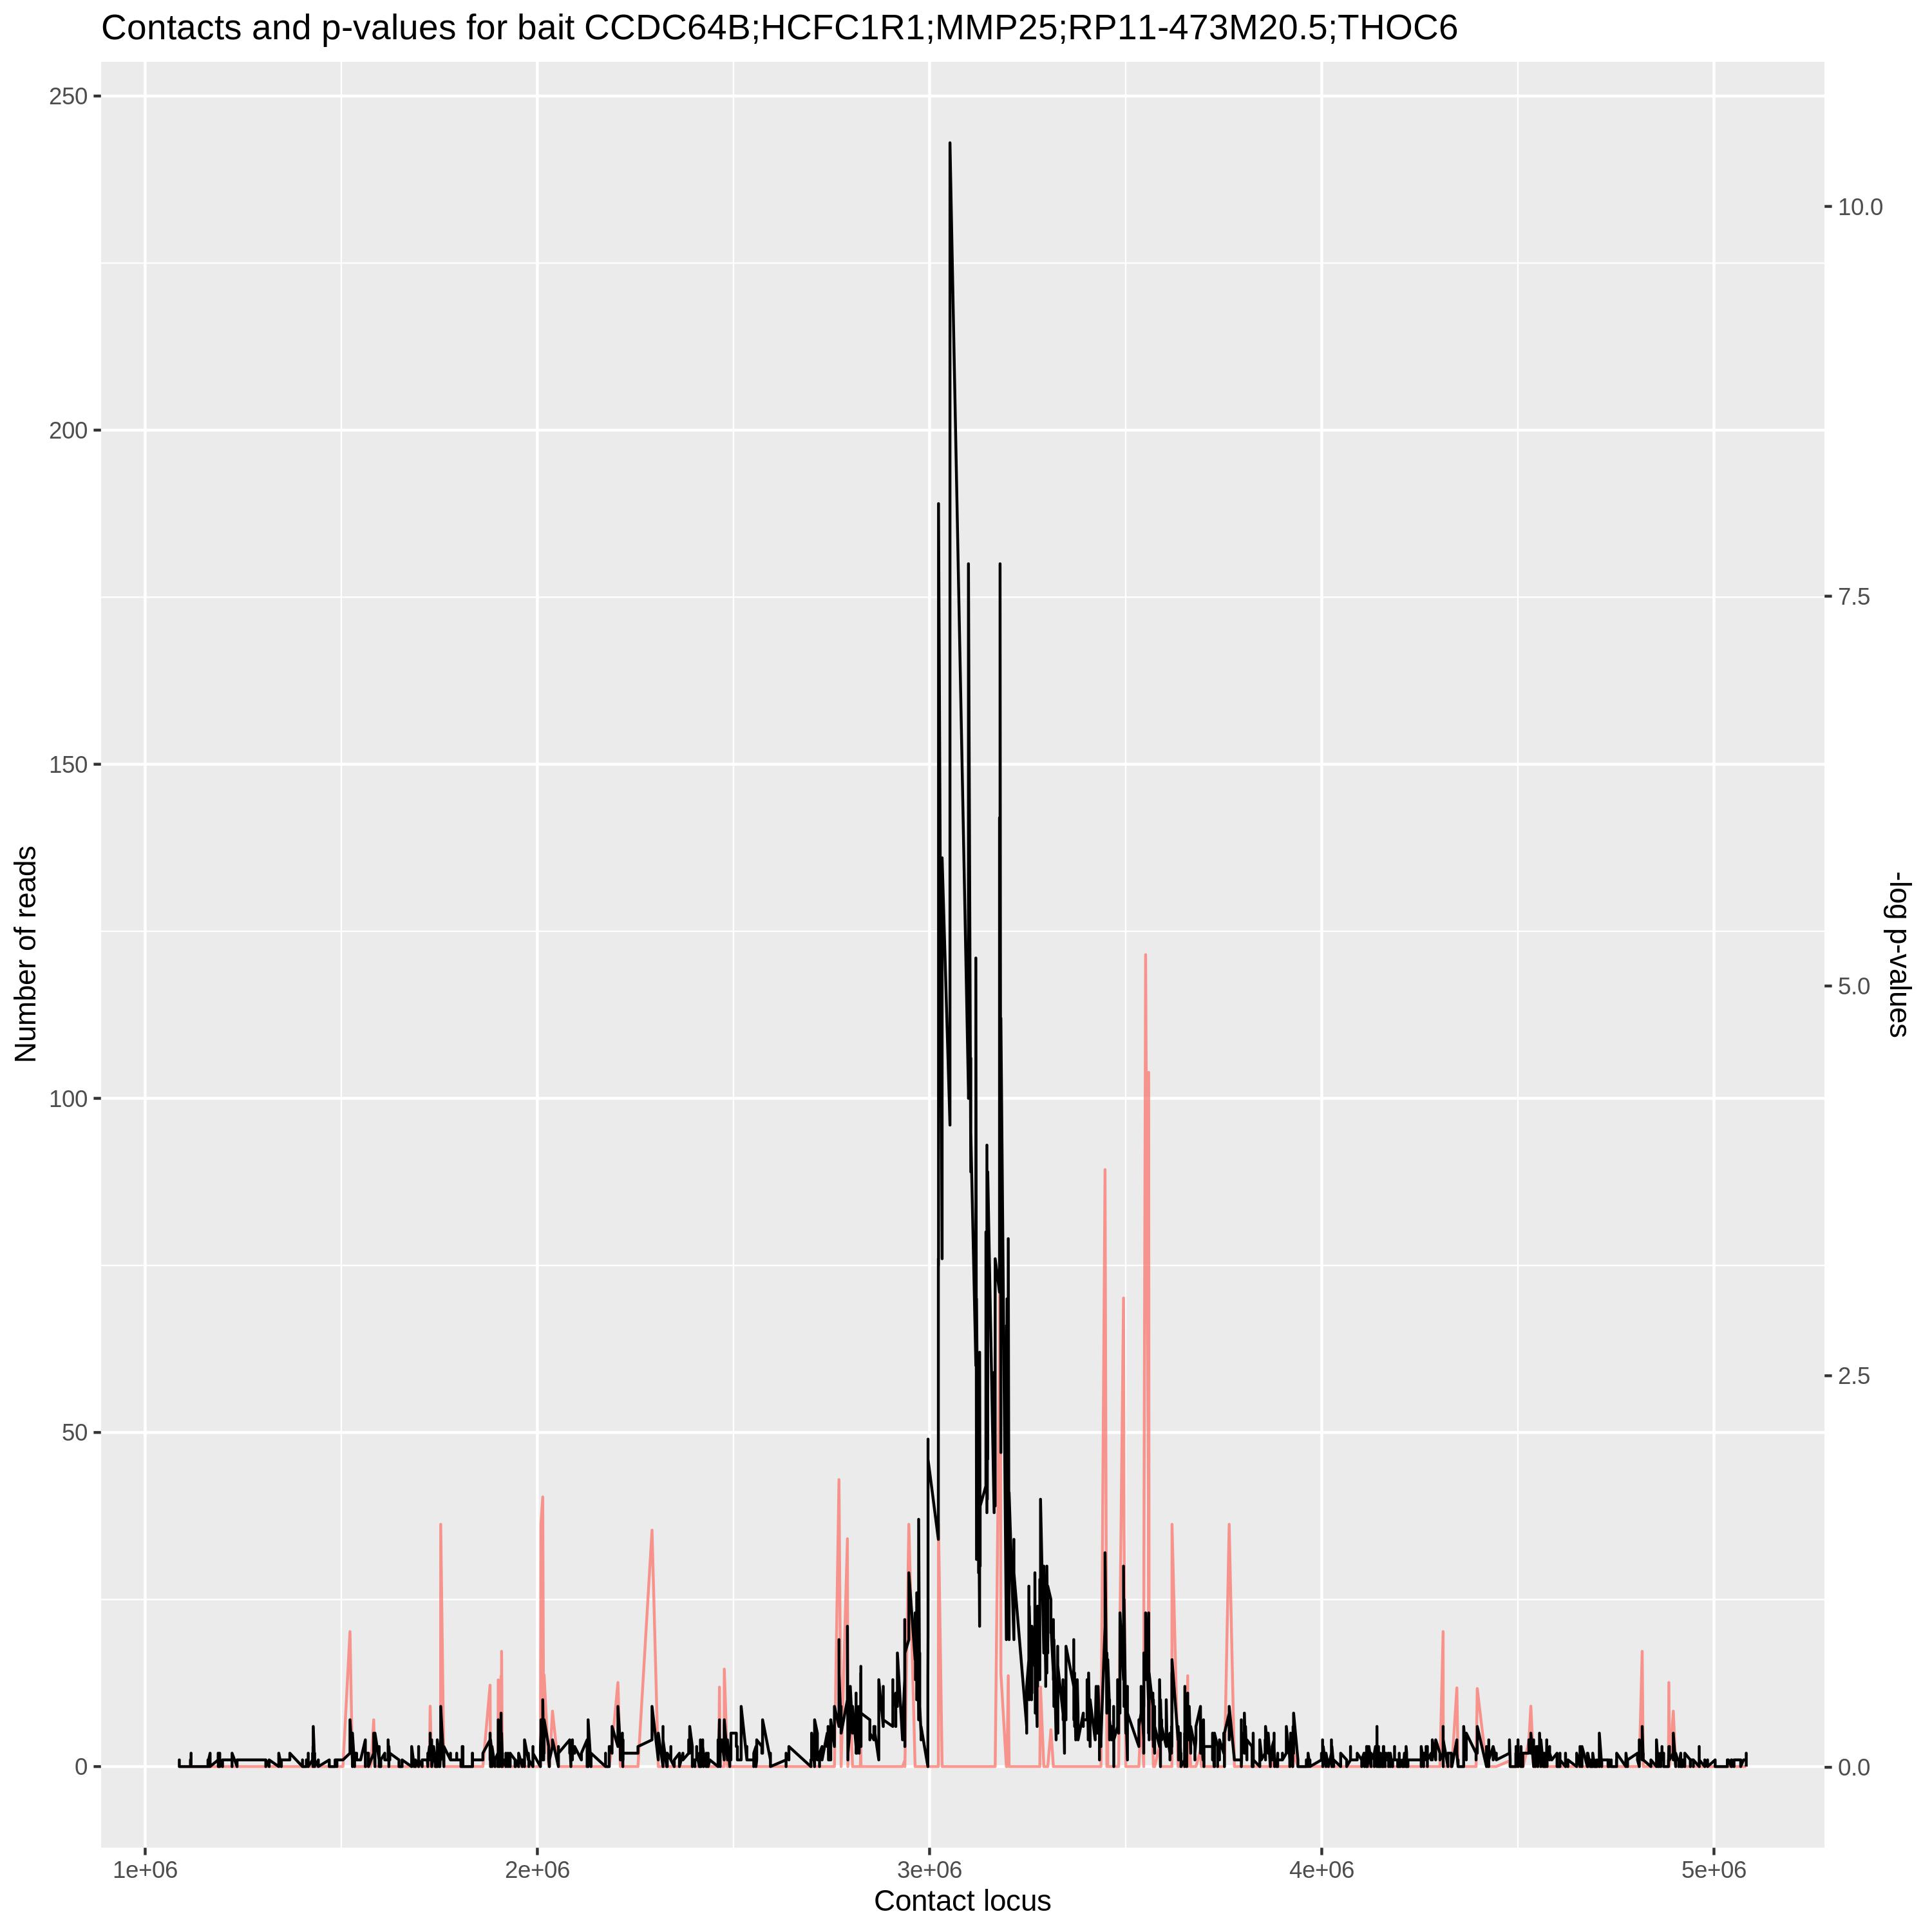 Contacts and p-values for bait CCDC64B;HCFC1R1;MMP25;RP11-473M20.5;THOC6
250
200
150
100
50
0
Number of reads
10.0
7.5
5.0
2.5
0.0
-log p-values
1e+06
2e+06
3e+06
4e+06
5e+06
Contact locus